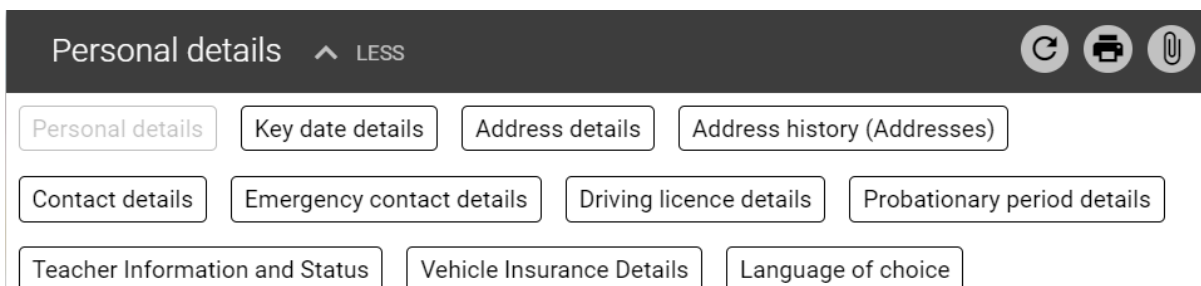 Personal details LESS
Personal details Key date details Address details Address history (Addresses)
Contact details Emergency contact details Driving licence details Probationary period details
Teacher Information and Status Vehicle Insurance Details Language of choice